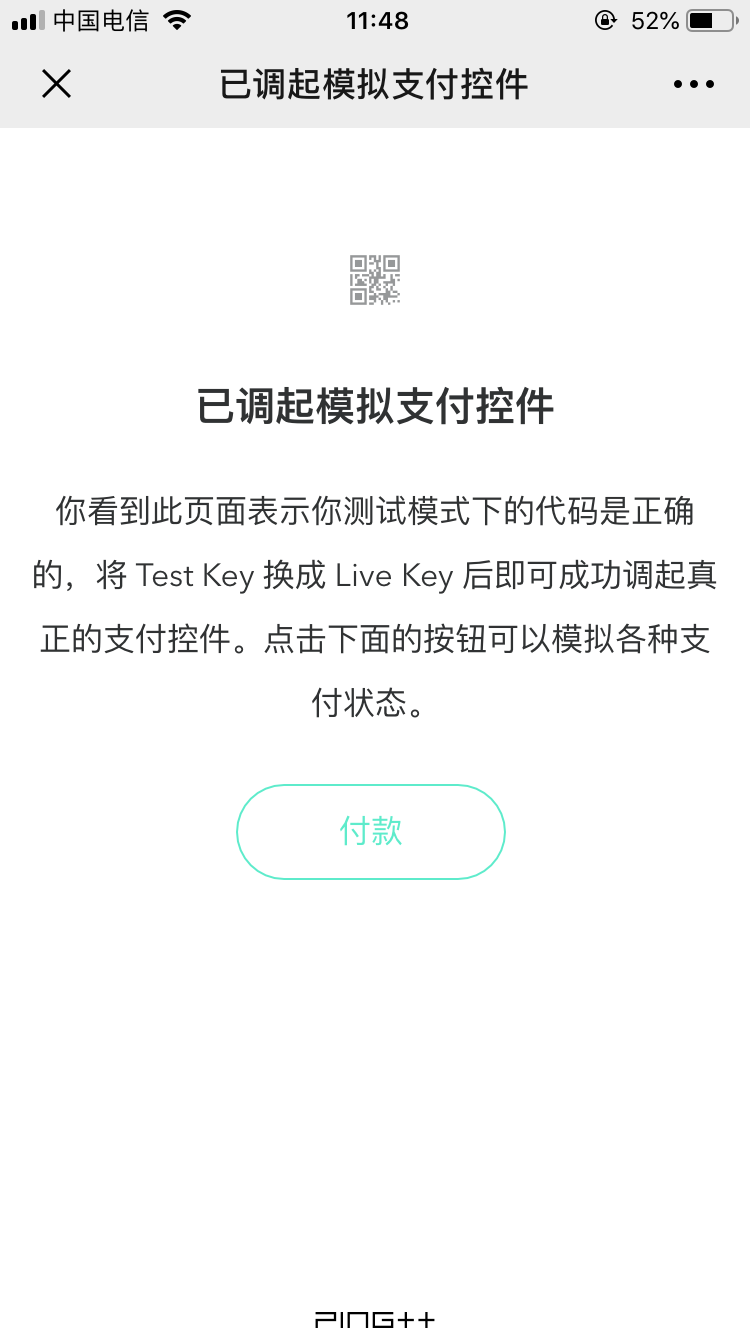 中国电信
11:48
52%
已调起模拟支付控件
已调起模拟支付控件
你看到此页面表示你测试模式下的代码是正确
的，将 Test Key 换成 Live Key 后即可成功调起真
正的支付控件。点击下面的按钮可以模拟各种支
付状态。
付款
PING++